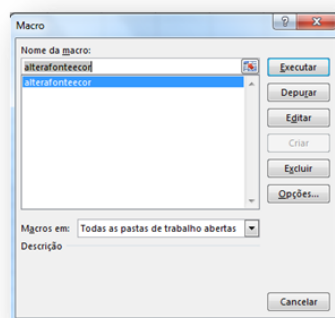 Macro
Nome da macro:
alterafonteecor
alterafonteecor
Executar
Depurar
Editar
Criar
Excluir
Opções...
Macros em: Todas as pastas de trabalho abertas
Descrição
Cancelar